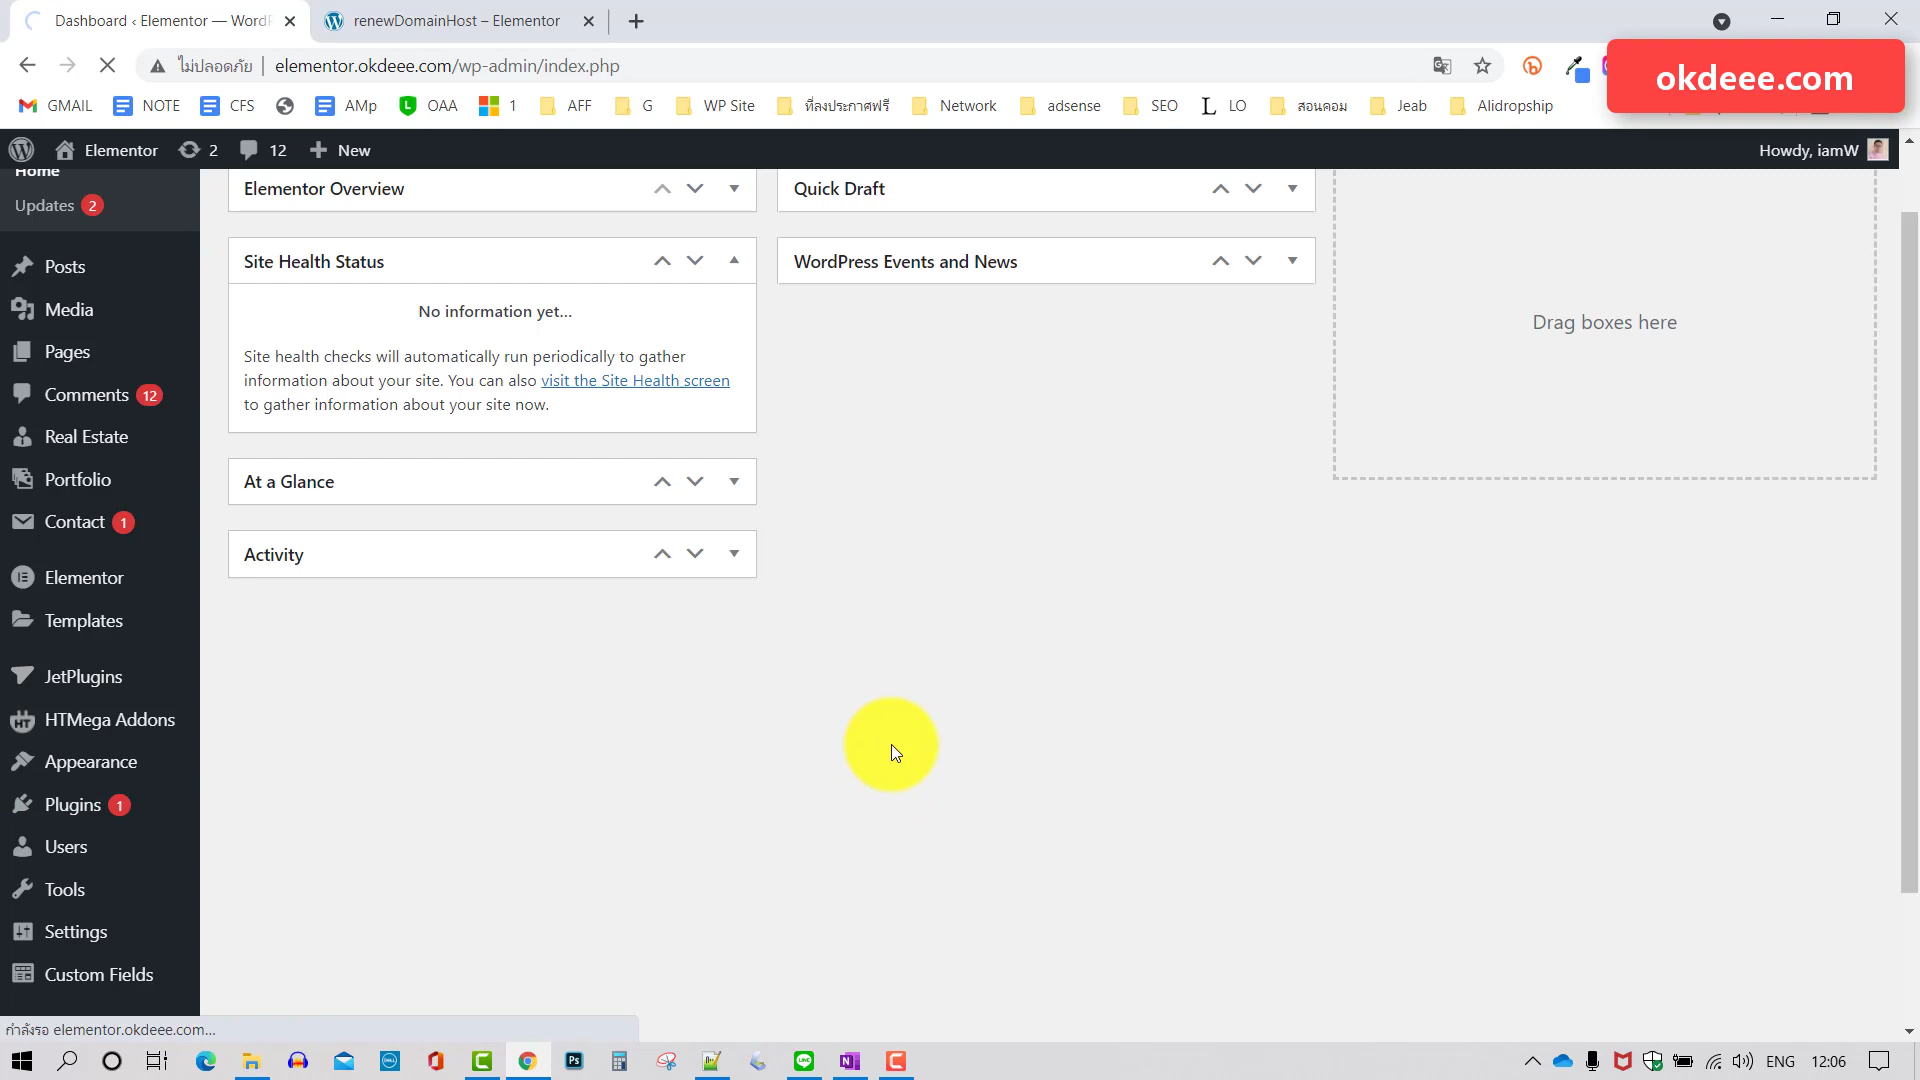 Dashboard ‹ Elementor — WordP
renewDomainHost – Elementor
ไม่ปลอดภัย
elementor.okdeee.com/wp-admin/index.php
okdeee.com
GMAIL
NOTE
CFS
AMp
OAA
1
AFF
G
WP Site
ที่ลงประกาศฟรี
Network
adsense
SEO
LO
สอนคอม
Jeab
Alidropship
Elementor
2
12
New
Howdy, iamW
Home
Updates 2
Posts
Media
Pages
Comments 12
Real Estate
Portfolio
Contact 1
Elementor
Templates
JetPlugins
HTMega Addons
Appearance
Plugins 1
Users
Tools
Settings
Custom Fields
Elementor Overview
Site Health Status
No information yet...
Site health checks will automatically run periodically to gather
information about your site. You can also visit the Site Health screen
to gather information about your site now.
At a Glance
Activity
Quick Draft
WordPress Events and News
Drag boxes here
กำลังรอ elementor.okdeee.com...
ENG
12:06